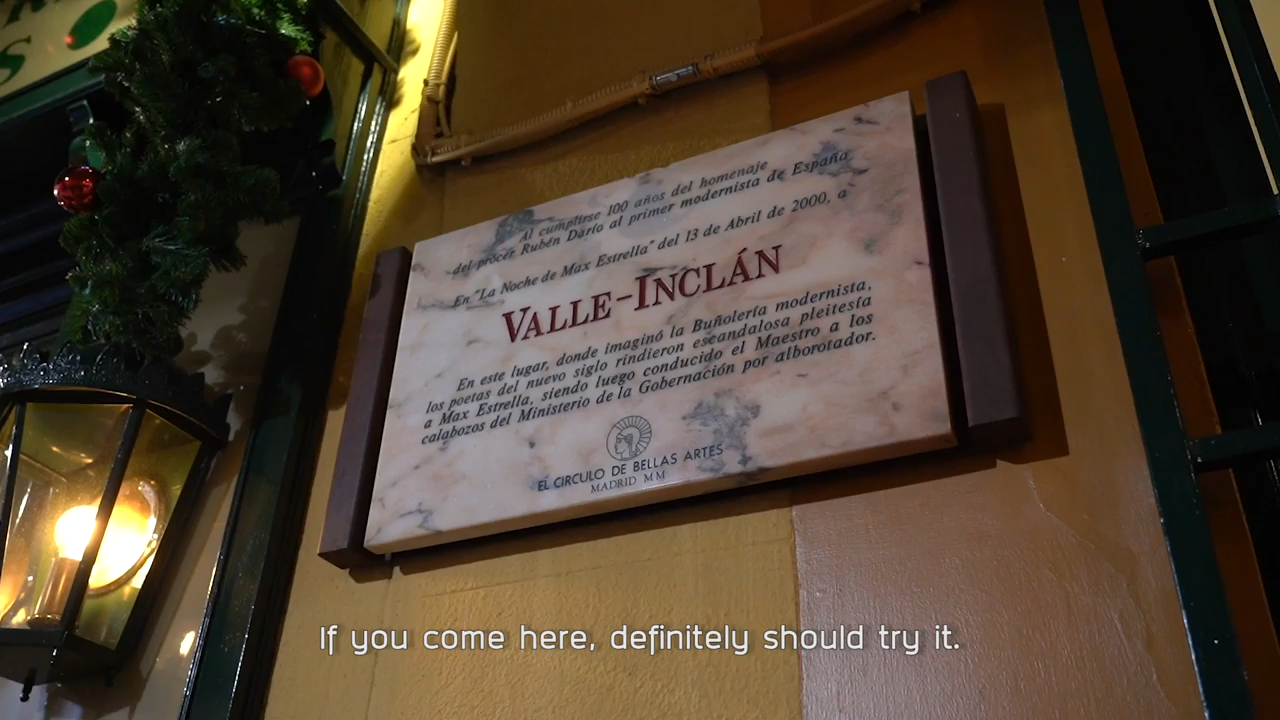 S
Al cumplirse 100 años del homenaje
del prócer Rubén Darío al primer modernista de España
En "La Noche de Max Estrella" del 13 de Abril de 2000, a
VALLE-INCLÁN
En este lugar, donde imaginó la Buñolería modernista,
los poetas del nuevo siglo rindieron escandalosa pleitesía
a Max Estrella, siendo luego conducido el Maestro a los
calabozos del Ministerio de la Gobernación por alborotador.
EL CIRCULO DE BELLAS ARTES
MADRID MM
If you come here, definitely should try it.